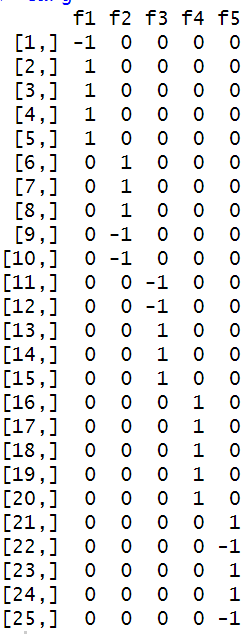 f1 f2 f3 f4 f5
[1,] -1 0 0 0 0
[2,] 1 0 0 0 0
[3,] 1 0 0 0 0
[4,] 1 0 0 0 0
[5,] 1 0 0 0 0
[6,] 0 1 0 0 0
[7,] 0 1 0 0 0
[8,] 0 1 0 0 0
[9,] 0 -1 0 0 0
[10,] 0 -1 0 0 0
[11,] 0 0 -1 0 0
[12,] 0 0 -1 0 0
[13,] 0 0 1 0 0
[14,] 0 0 1 0 0
[15,] 0 0 1 0 0
[16,] 0 0 0 1 0
[17,] 0 0 0 1 0
[18,] 0 0 0 1 0
[19,] 0 0 0 1 0
[20,] 0 0 0 1 0
[21,] 0 0 0 0 1
[22,] 0 0 0 0 -1
[23,] 0 0 0 0 1
[24,] 0 0 0 0 1
[25,] 0 0 0 0 -1